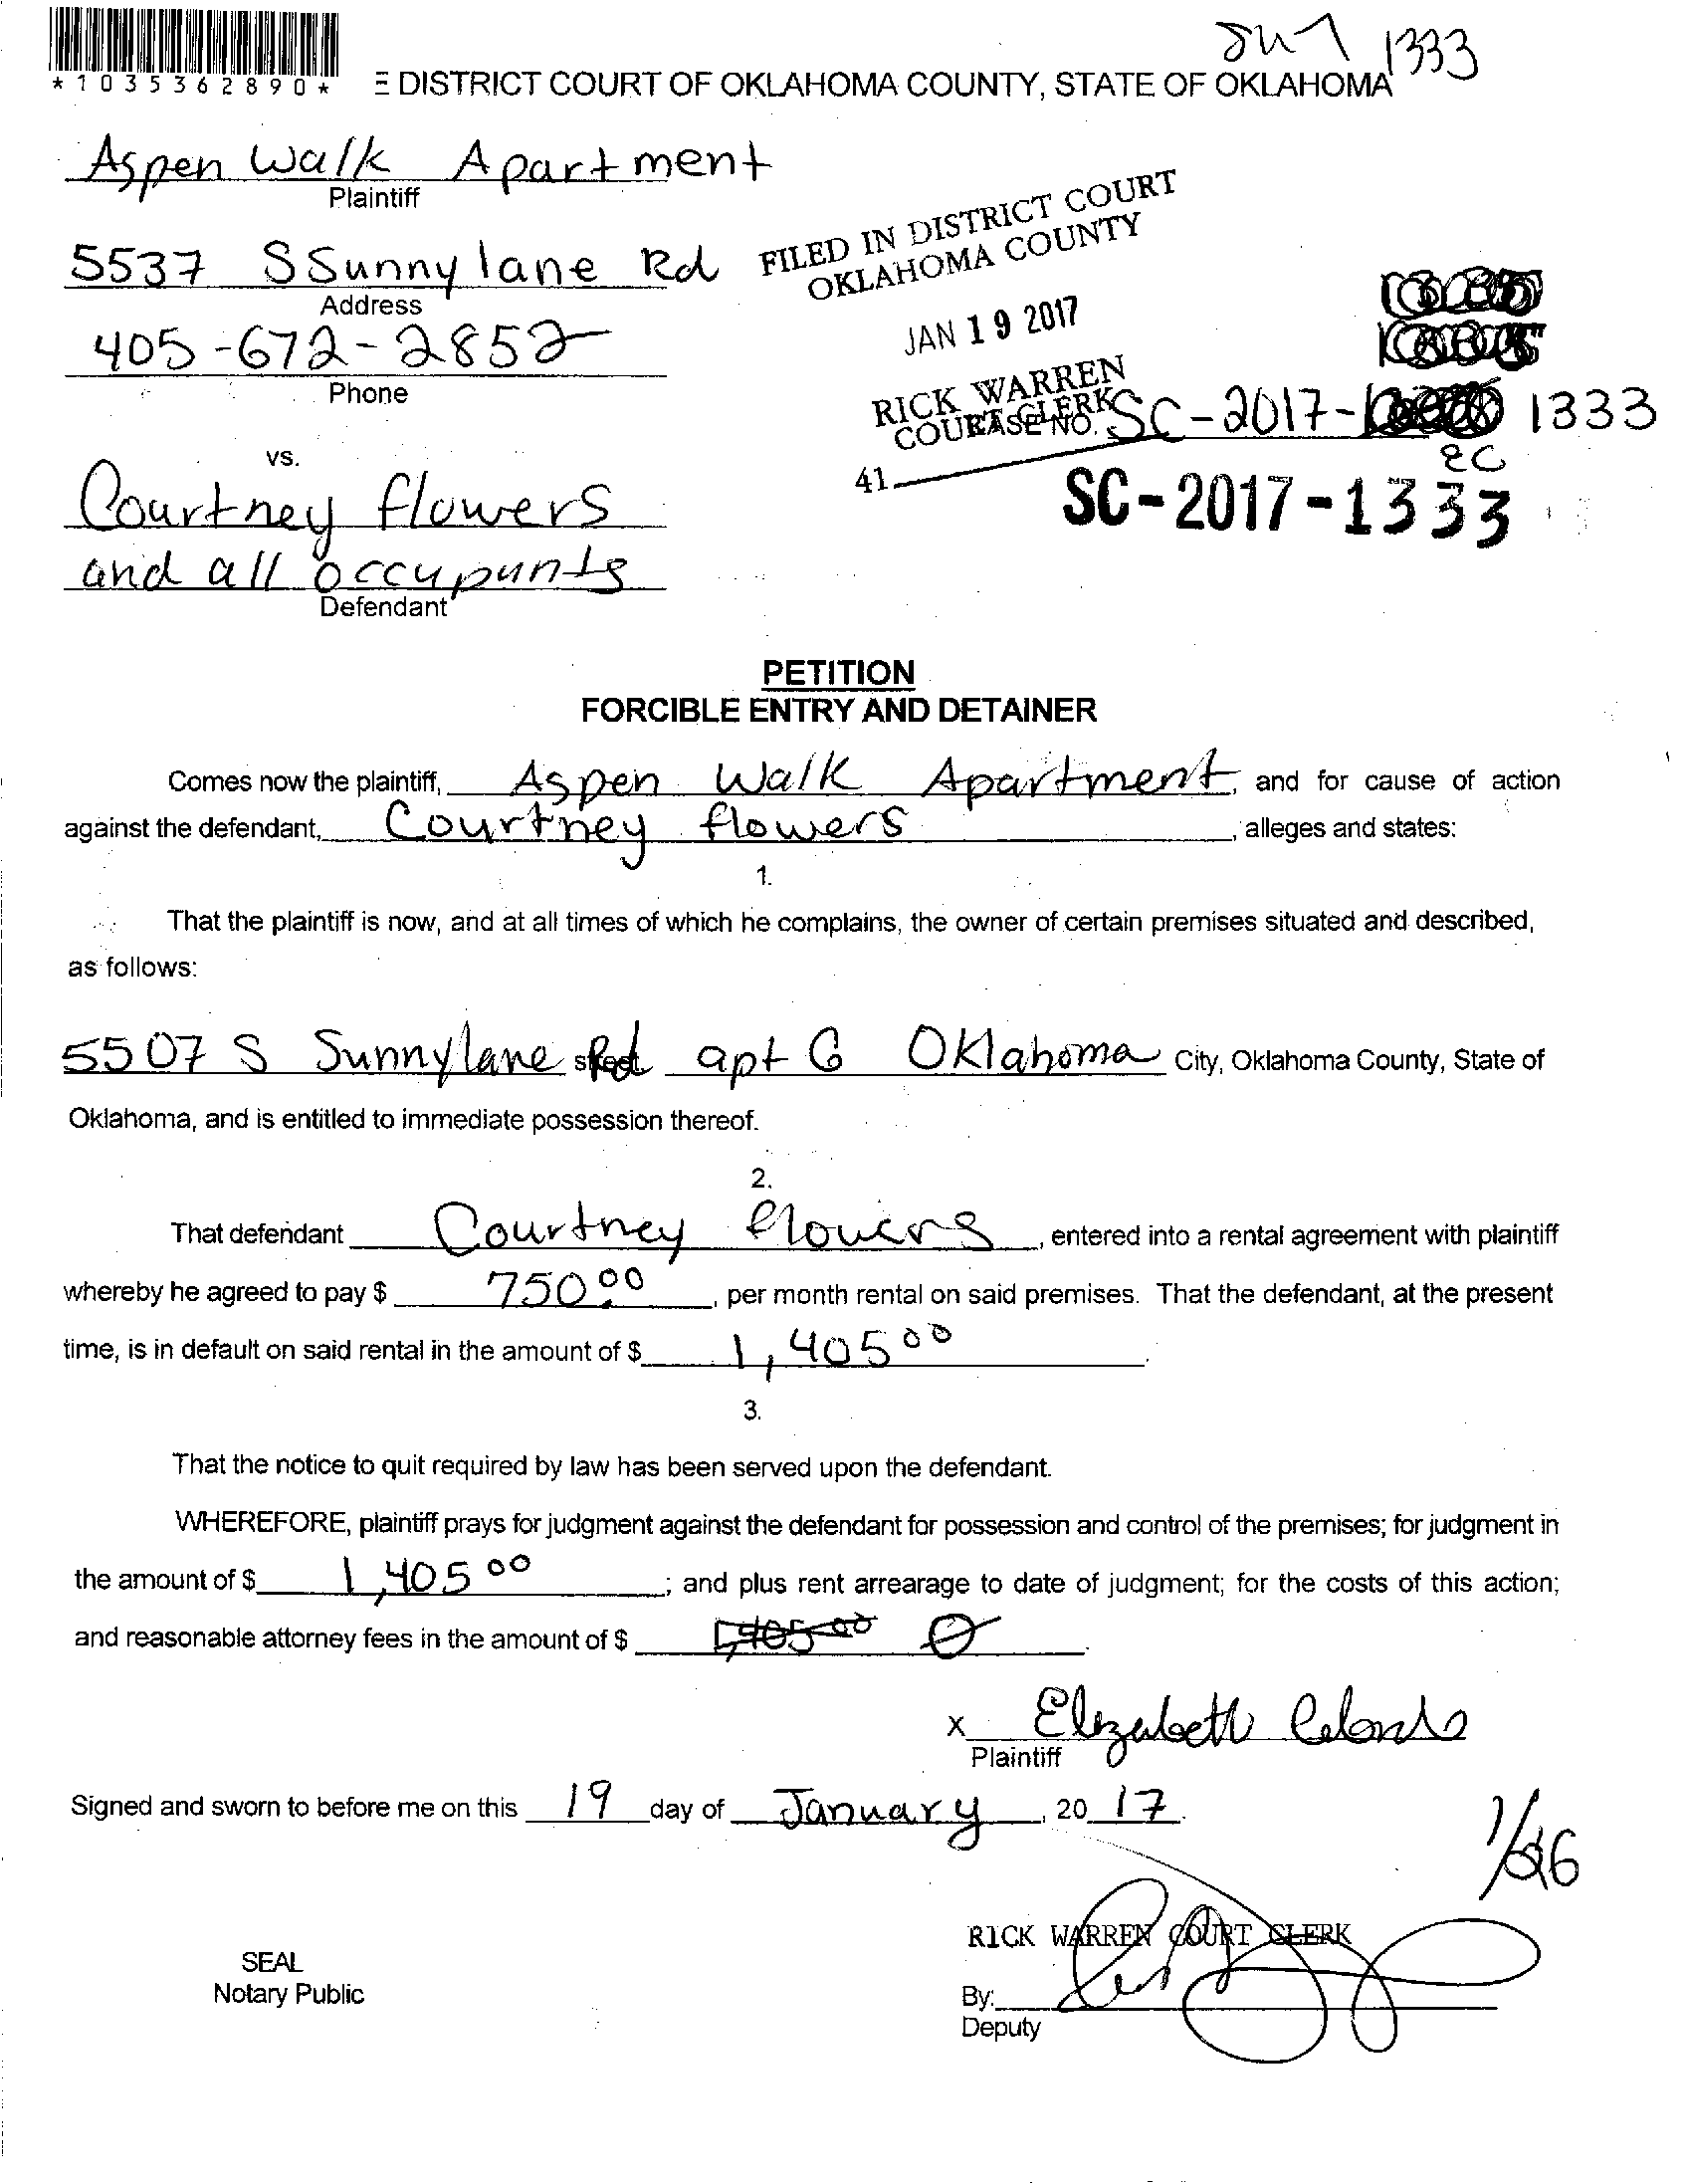 1333
*1035362890*
E DISTRICT COURT OF OKLAHOMA COUNTY, STATE OF OKLAHOMA
Aspen Walk Apartment
Plaintiff
5537 S Sunnylane Rd
Address
405-672-2852
Phone
FILED IN DISTRICT COURT
OKLAHOMA COUNTY
JAN 19 2017
RICK WARREN
COURT CLERK
CASE NO. SC-2017- 1333
41
SC-2017-1333
vs.
Courtney flowers
and all occupants
Defendant
PETITION
FORCIBLE ENTRY AND DETAINER
Comes now the plaintiff, Aspen Walk Apartment, and for cause of action
against the defendant, Courtney flowers, alleges and states:
1.
That the plaintiff is now, and at all times of which he complains, the owner of certain premises situated and described,
as follows:
5507 S Sunnylane Rd apt G Oklahoma City, Oklahoma County, State of
Oklahoma, and is entitled to immediate possession thereof.
2.
That defendant Courtney flowers, entered into a rental agreement with plaintiff
whereby he agreed to pay $ 750.00, per month rental on said premises. That the defendant, at the present
time, is in default on said rental in the amount of $ 1,405 00.
3.
That the notice to quit required by law has been served upon the defendant.
WHEREFORE, plaintiff prays for judgment against the defendant for possession and control of the premises; for judgment in
the amount of $ 1,405 00; and plus rent arrearage to date of judgment; for the costs of this action;
and reasonable attorney fees in the amount of $ 1,405.00 0.
x Elizabeth
Plaintiff
Signed and sworn to before me on this 19 day of January, 20 17.
1/26
RICK WARREN COURT CLERK
SEAL
Notary Public
By:
Deputy